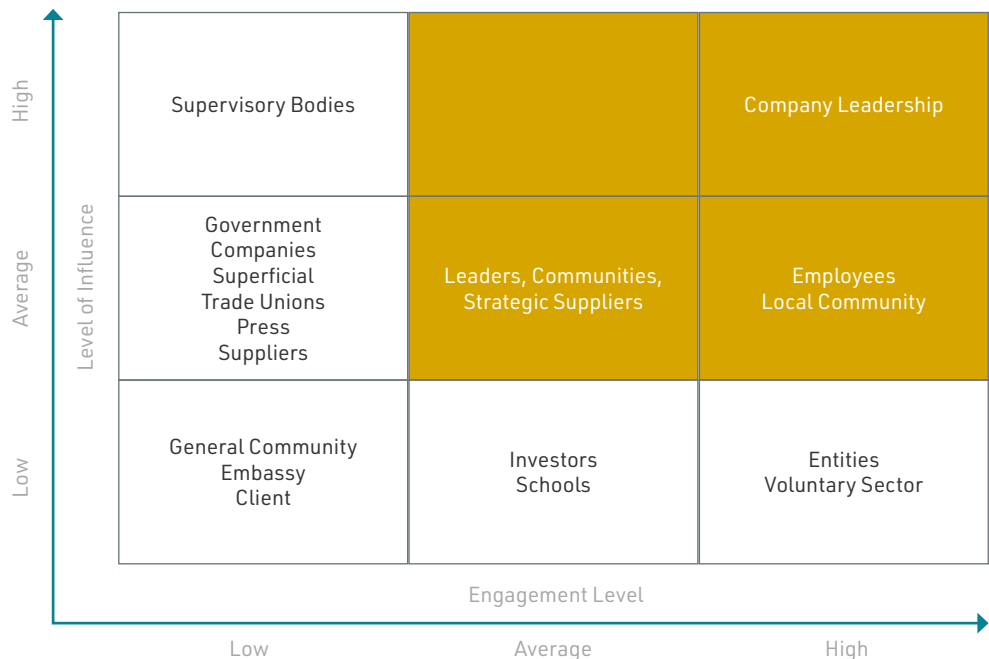 High
Average
Low
Level of Influence
Supervisory Bodies
Company Leadership
Government
Companies
Superficial
Trade Unions
Press
Suppliers
Leaders, Communities,
Strategic Suppliers
Employees
Local Community
General Community
Embassy
Client
Investors
Schools
Entities
Voluntary Sector
Engagement Level
Low
Average
High